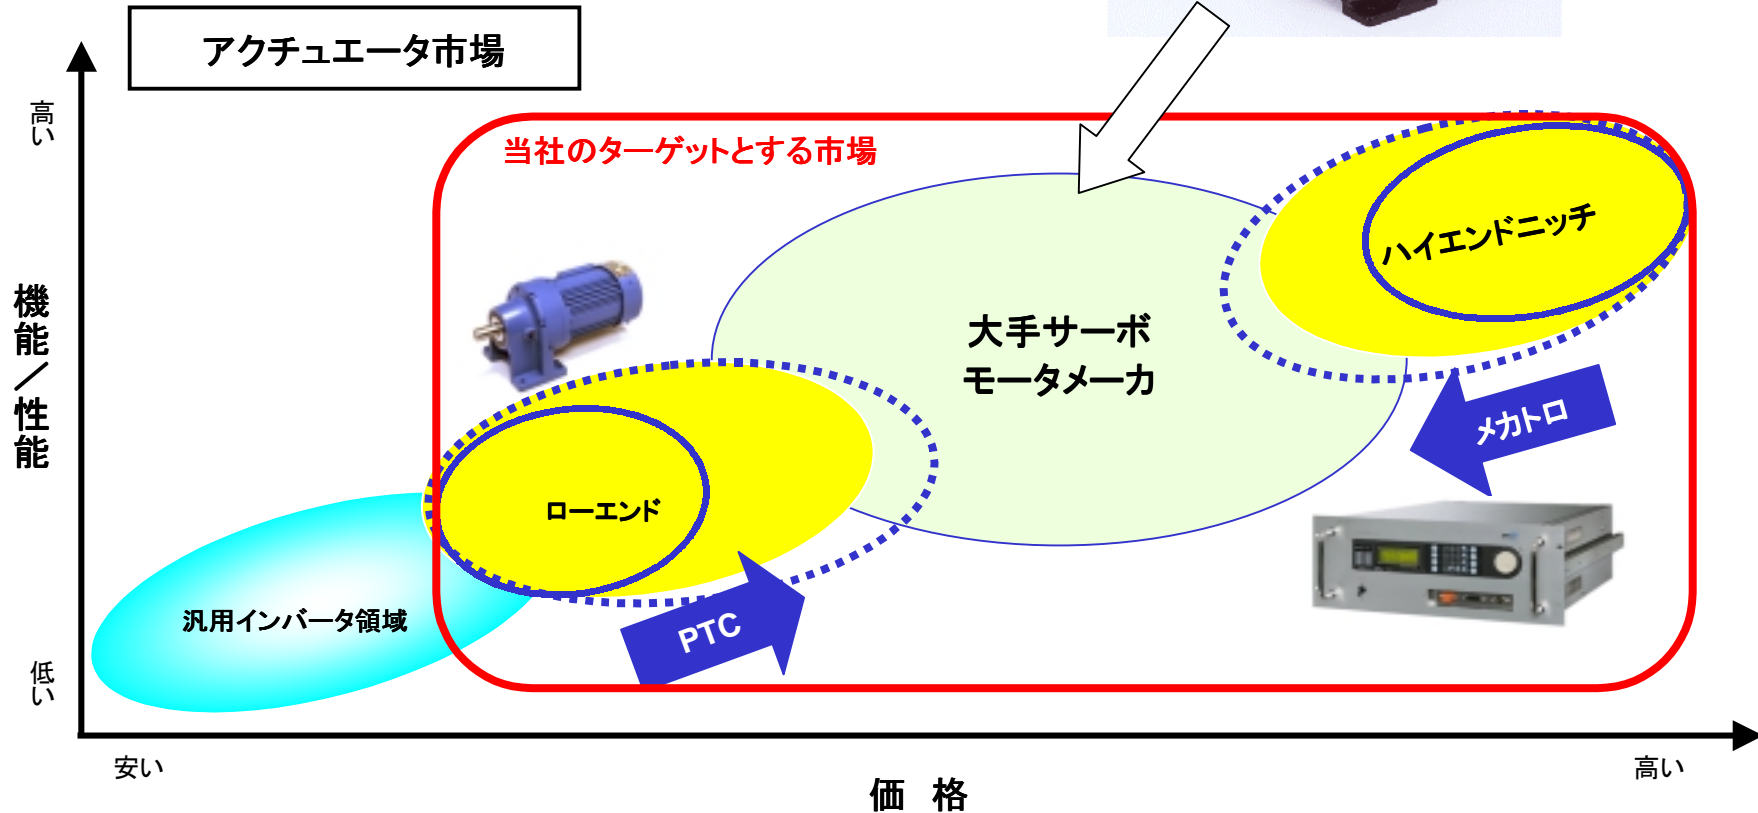 アクチュエータ市場
高い
当社のターゲットとする市場
ハイエンドニッチ
機能／性能
大手サーボ
モータメーカ
メカトロ
ローエンド
汎用インバータ領域
PTC
低い
安い
高い
価 格